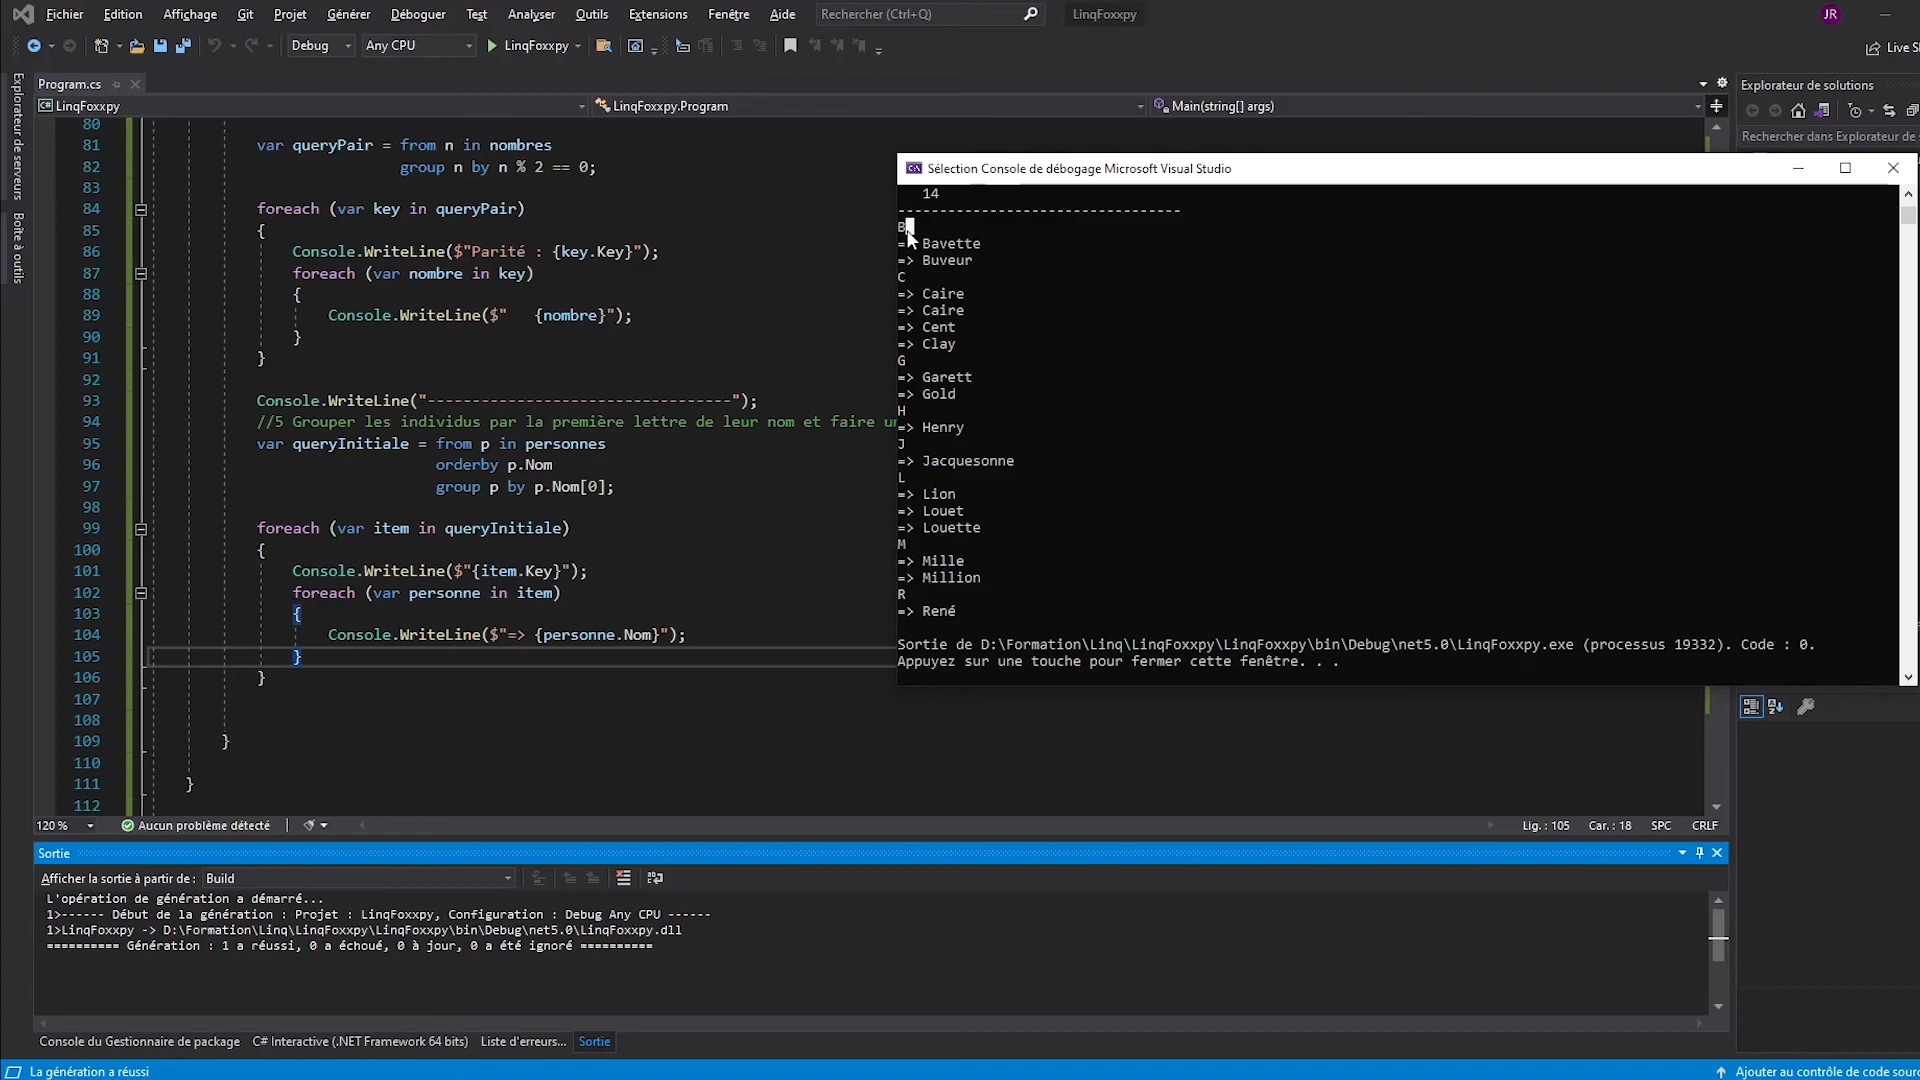 Fichier Edition Affichage Git Projet Générer Déboguer Test Analyser Outils Extensions Fenêtre Aide Rechercher (Ctrl+Q) LinqFoxxpy JR
Debug Any CPU LinqFoxxpy Live
Program.cs
LinqFoxxpy LinqFoxxpy.Program Main(string[] args)
Explorateur de serveurs
Boîte à outils
80
81 var queryPair = from n in nombres
82 group n by n % 2 == 0;
83
84 foreach (var key in queryPair)
85 {
86 Console.WriteLine($"Parité : {key.Key}");
87 foreach (var nombre in key)
88 {
89 Console.WriteLine($"   {nombre}");
90 }
91 }
92
93 Console.WriteLine("---------------------------------");
94 //5 Grouper les individus par la première lettre de leur nom et faire
95 var queryInitiale = from p in personnes
96 orderby p.Nom
97 group p by p.Nom[0];
98
99 foreach (var item in queryInitiale)
100 {
101 Console.WriteLine($"{item.Key}");
102 foreach (var personne in item)
103 {
104 Console.WriteLine($"=> {personne.Nom}");
105 }
106 }
107
108
109 }
110
111 }
112
Sélection Console de débogage Microsoft Visual Studio
14
---------------------------------
B
=> Bavette
=> Buveur
C
=> Caire
=> Caire
=> Cent
=> Clay
G
=> Garett
=> Gold
H
=> Henry
J
=> Jacquesonne
L
=> Lion
=> Louet
=> Louette
M
=> Mille
=> Million
R
=> René
Sortie de D:\Formation\Linq\LinqFoxxpy\LinqFoxxpy\bin\Debug\net5.0\LinqFoxxpy.exe (processus 19332). Code : 0.
Appuyez sur une touche pour fermer cette fenêtre. . .
Explorateur de solutions
Rechercher dans Explorateur de
120 % Aucun problème détecté Lig. : 105 Car. : 18 SPC CRLF
Sortie
Afficher la sortie à partir de : Build
L'opération de génération a démarré...
1>------ Début de la génération : Projet : LinqFoxxpy, Configuration : Debug Any CPU ------
1>LinqFoxxpy -> D:\Formation\Linq\LinqFoxxpy\LinqFoxxpy\bin\Debug\net5.0\LinqFoxxpy.dll
========== Génération : 1 a réussi, 0 a échoué, 0 à jour, 0 a été ignoré ==========
Console du Gestionnaire de package C# Interactive (.NET Framework 64 bits) Liste d'erreurs... Sortie
La génération a réussi Ajouter au contrôle de code